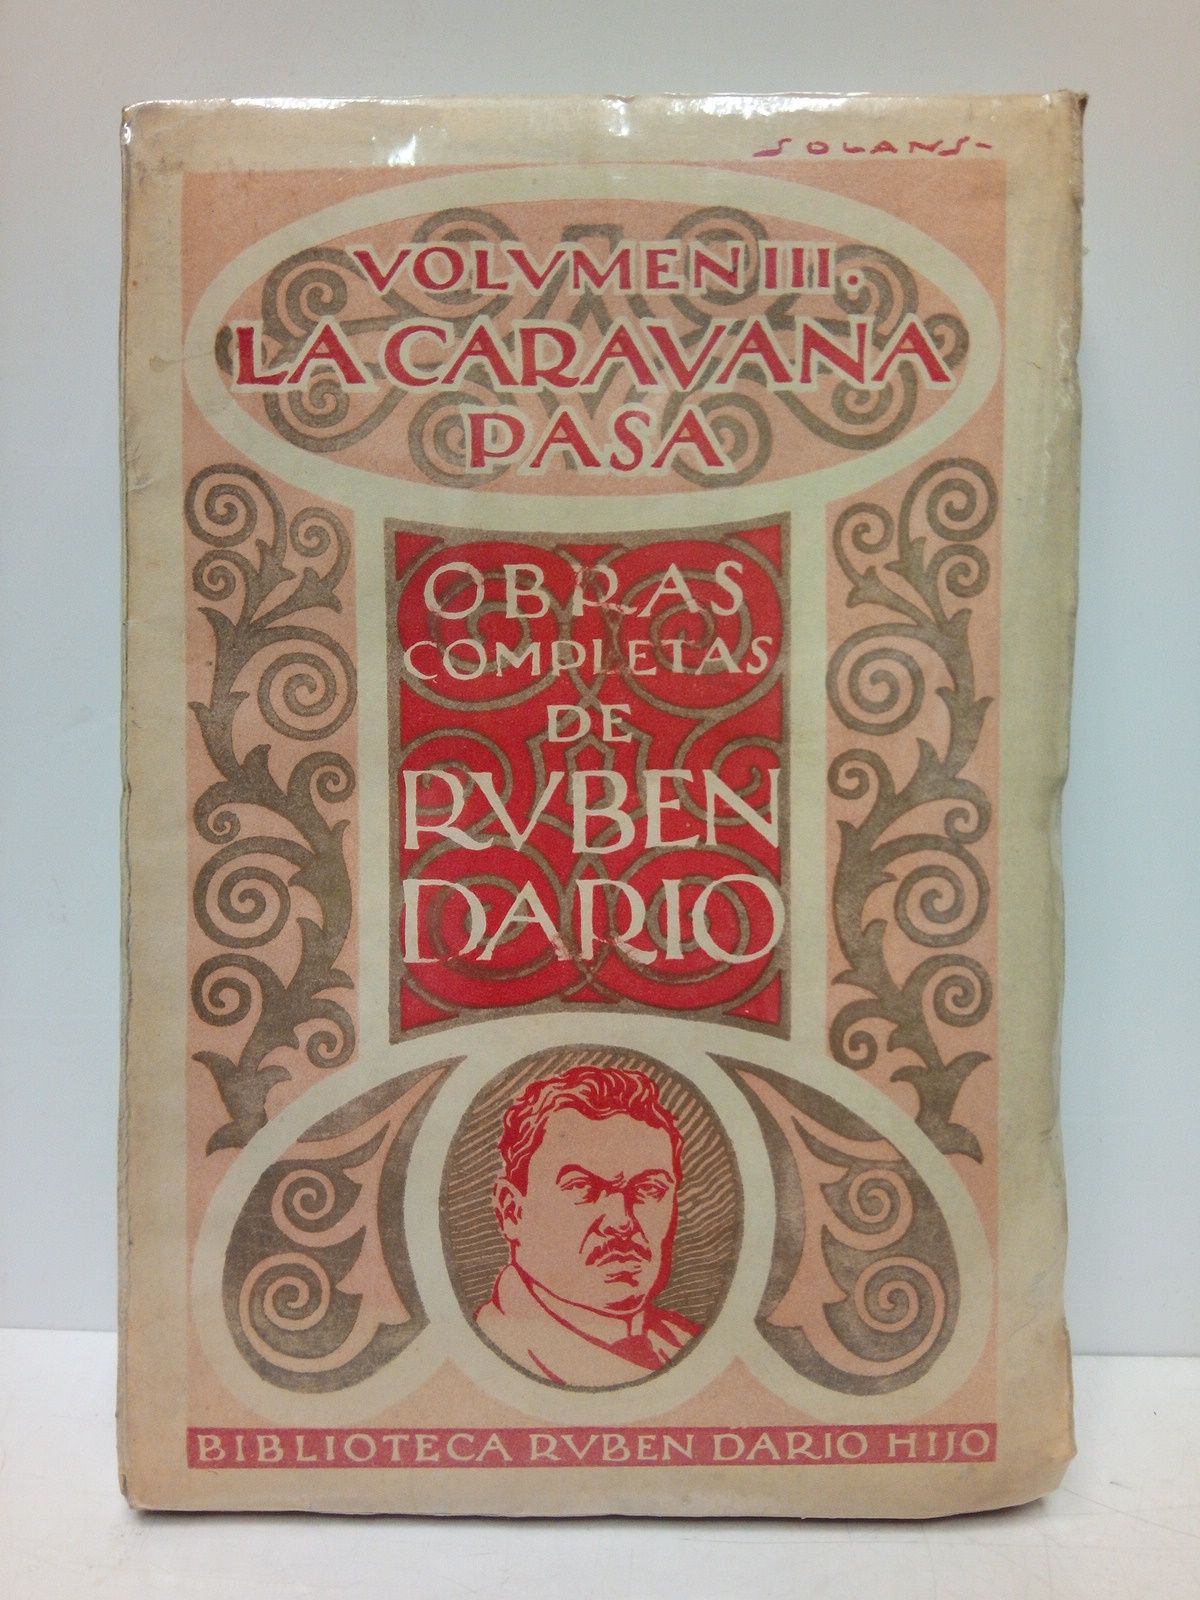 SOLANS-
VOLVMEN III.
LA CARAVANA
PASA
OBRAS
COMPLETAS
DE
RVBEN
DARIO
BIBLIOTECA RVBEN DARIO HIJO